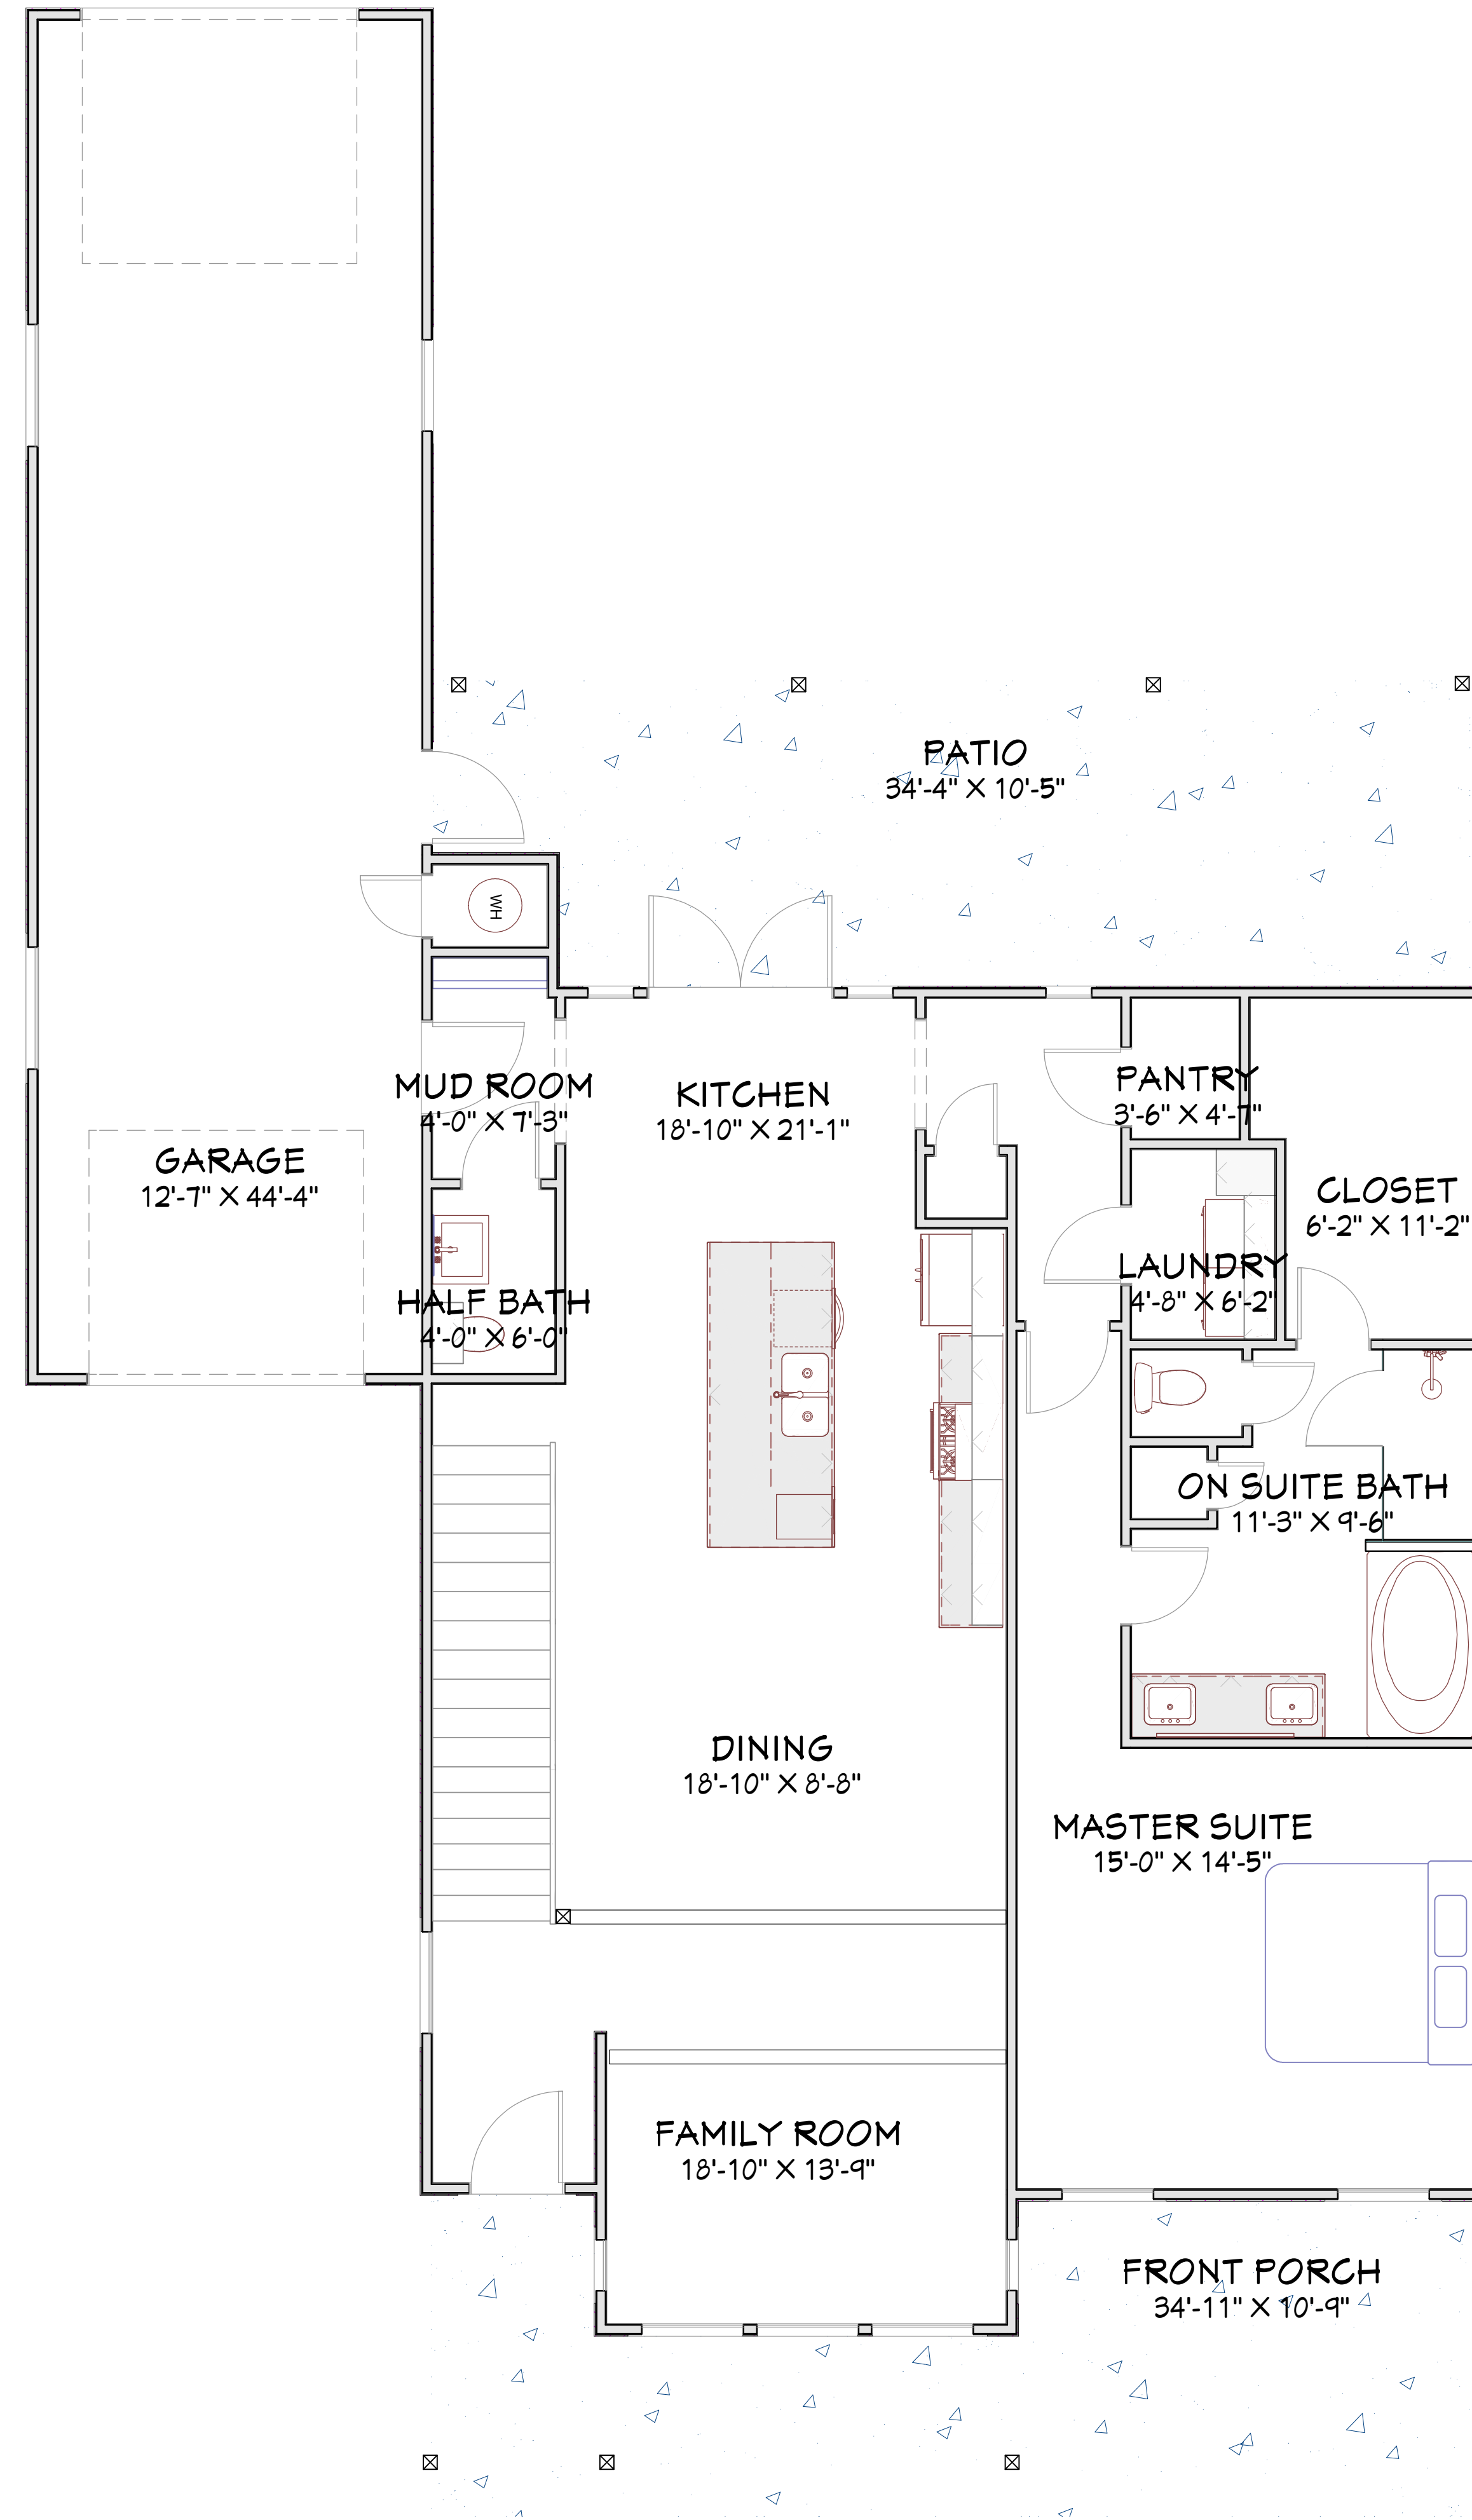 PATIO
34'-4" X 10'-5"
WH
MUD ROOM
4'-0" X 7'-3"
KITCHEN
18'-10" X 21'-1"
PANTRY
3'-6" X 4'-7"
GARAGE
12'-7" X 44'-4"
CLOSET
6'-2" X 11'-2"
LAUNDRY
4'-8" X 6'-2"
HALF BATH
4'-0" X 6'-0"
ON SUITE BATH
11'-3" X 9'-6"
DINING
18'-10" X 8'-8"
MASTER SUITE
15'-0" X 14'-5"
FAMILY ROOM
18'-10" X 13'-9"
FRONT PORCH
34'-11" X 10'-9"